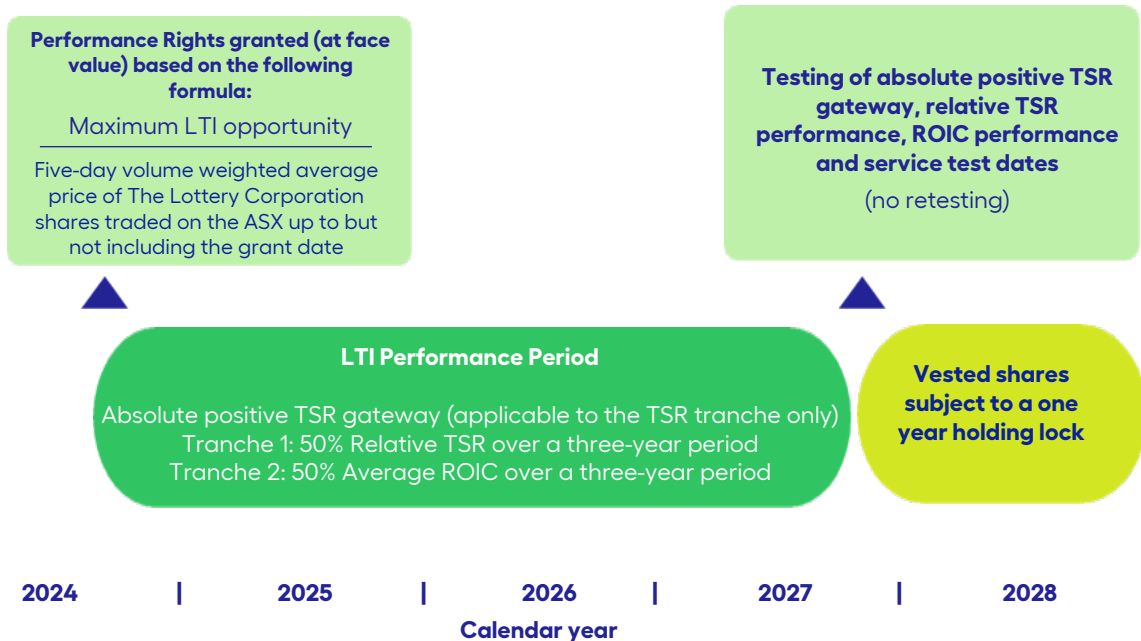 Performance Rights granted (at face
value) based on the following
formula:
Maximum LTI opportunity
Five-day volume weighted average
price of The Lottery Corporation
shares traded on the ASX up to but
not including the grant date
Testing of absolute positive TSR
gateway, relative TSR
performance, ROIC performance
and service test dates
(no retesting)
LTI Performance Period
Absolute positive TSR gateway (applicable to the TSR tranche only)
Tranche 1: 50% Relative TSR over a three-year period
Tranche 2: 50% Average ROIC over a three-year period
Vested shares
subject to a one
year holding lock
2024 | 2025 | 2026 | 2027 | 2028
Calendar year